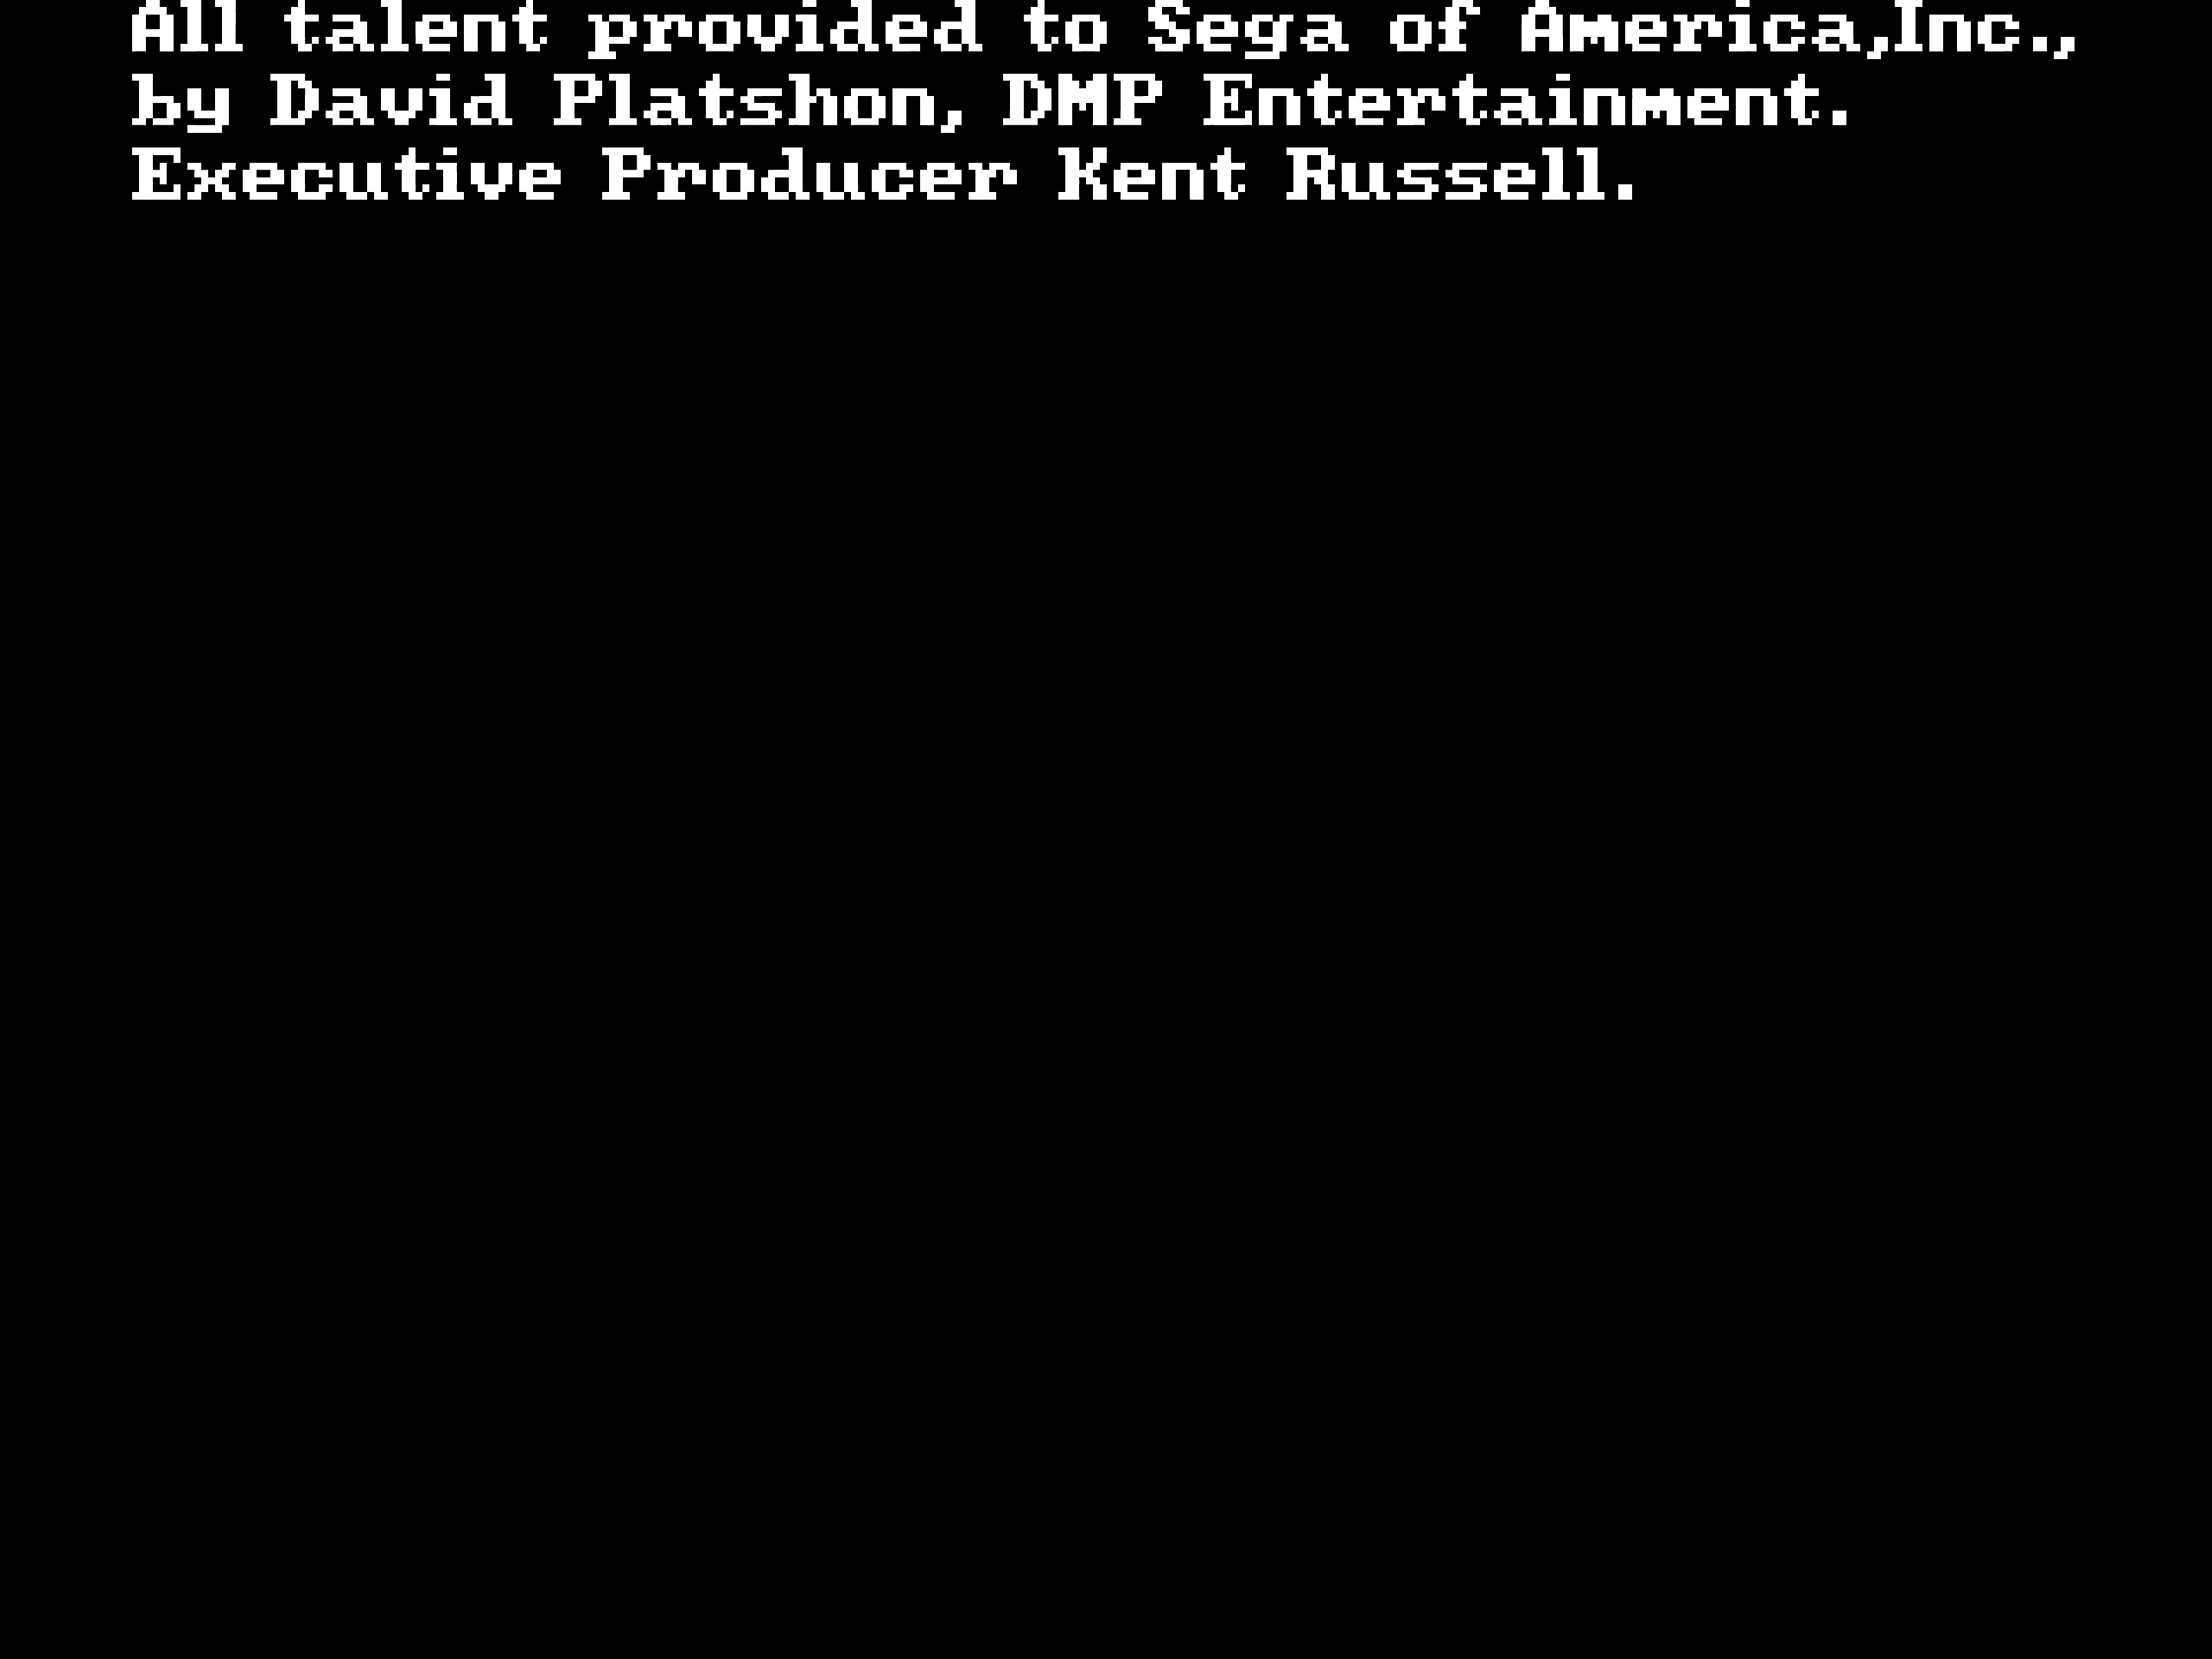 All talent provided to Sega of America,Inc.,
by David Platshon, DMP Entertainment.
Executive Producer Kent Russell.